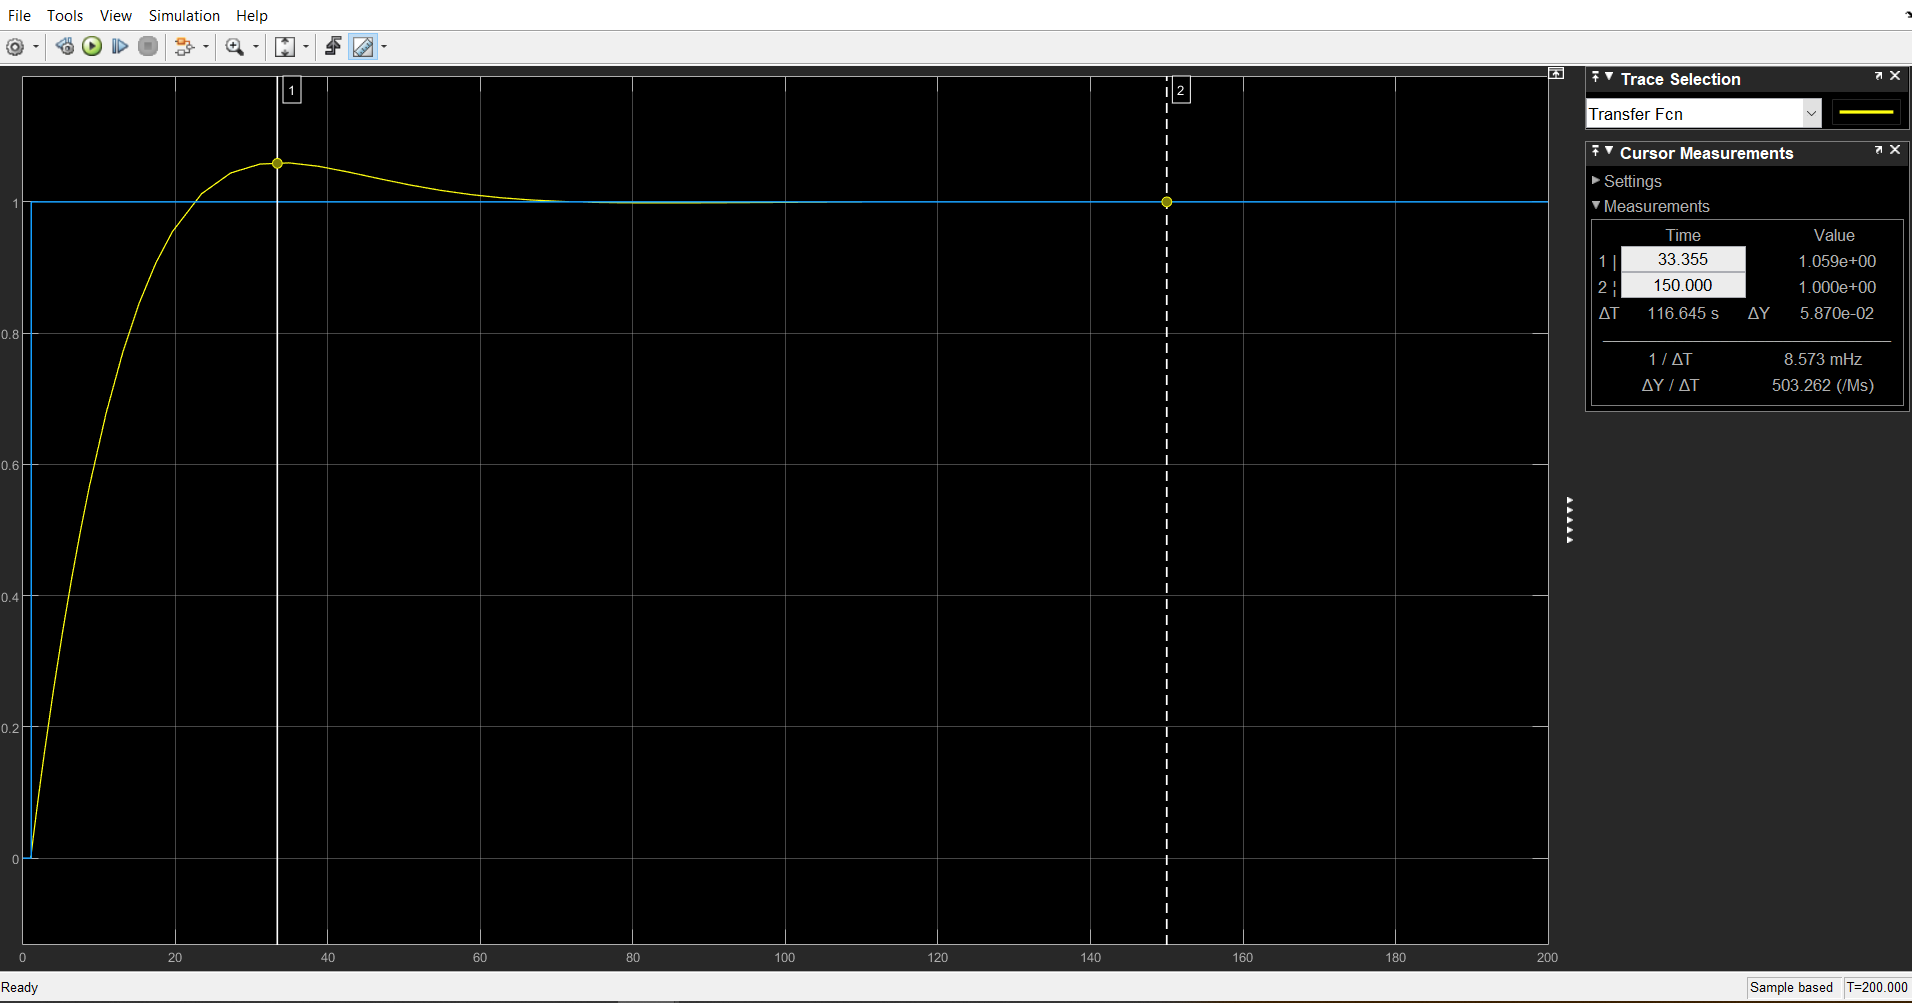 File Tools View Simulation Help
1
2
1
0.8
0.6
0.4
0.2
0
0 20 40 60 80 100 120 140 160 180 200
Trace Selection
Transfer Fcn
Cursor Measurements
Settings
Measurements
Time Value
1 | 33.355 1.059e+00
2 ¦ 150.000 1.000e+00
ΔT 116.645 s ΔY 5.870e-02
1 / ΔT 8.573 mHz
ΔY / ΔT 503.262 (/Ms)
Ready Sample based T=200.000